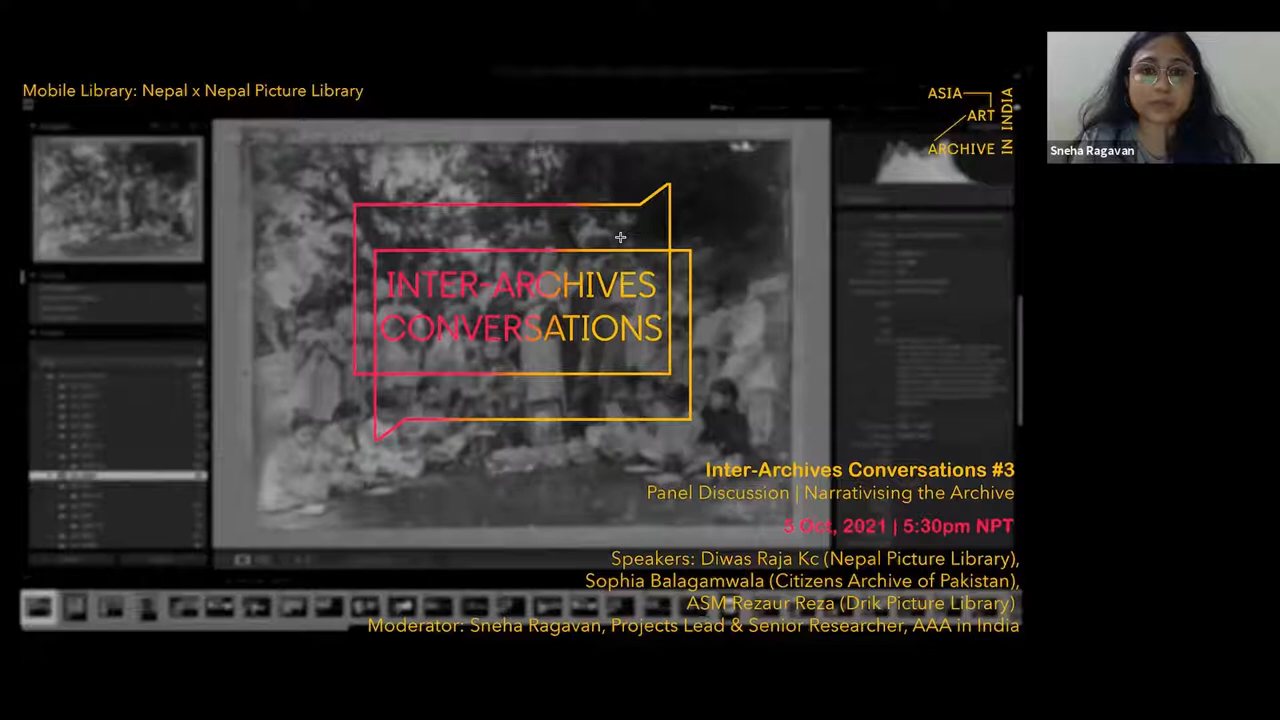 Mobile Library: Nepal x Nepal Picture Library
ASIA
ART
ARCHIVE
IN INDIA
Sneha Ragavan
INTER-ARCHIVES
CONVERSATIONS
Inter-Archives Conversations #3
Panel Discussion | Narrativising the Archive
5 Oct, 2021 | 5:30pm NPT
Speakers: Diwas Raja Kc (Nepal Picture Library),
Sophia Balagamwala (Citizens Archive of Pakistan),
ASM Rezaur Reza (Drik Picture Library)
Moderator: Sneha Ragavan, Projects Lead & Senior Researcher, AAA in India